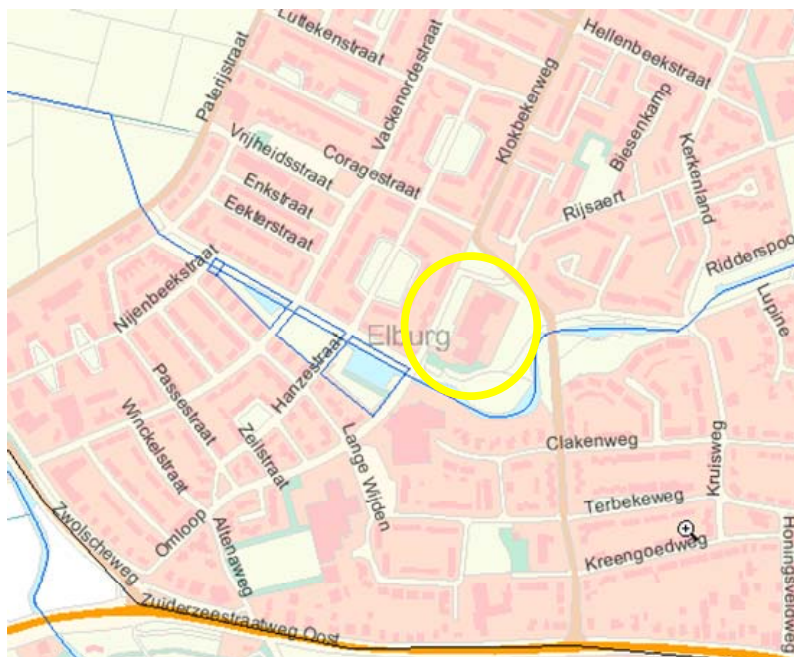 Luttekenstraat
Hellenbeekstraat
Paterijstraat
Vackenordestraat
Klokbekerweg
Biesenkamp
Vrijheidsstraat
Coragestraat
Kerkenland
Enkstraat
Rijsaert
Eekterstraat
Ridderspoo
Nijenbeekstraat
Lupine
Elburg
Hanzestraat
Passestraat
Winckelstraat
Zeilstraat
Lange Wijden
Clakenweg
Kruisweg
Terbekeweg
Omloop
Altenaweg
Kreengoedweg
Zwolscheweg
Honingsveldweg
Zuiderzeestraatweg Oost